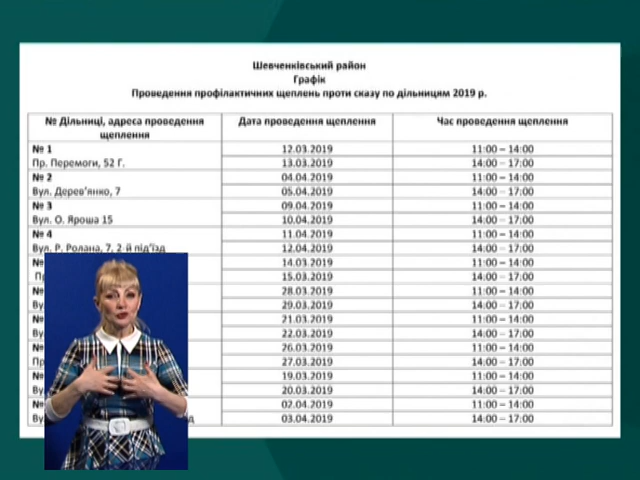 Шевченківський район
Графік
Проведення профілактичних щеплень проти сказу по дільницям 2019 р.
№ Дільниці, адреса проведення щеплення Дата проведення щеплення Час проведення щеплення
№ 1 12.03.2019 11:00 – 14:00
Пр. Перемоги, 52 Г. 13.03.2019 14:00 – 17:00
№ 2 04.04.2019 11:00 – 14:00
Вул. Дерев'янко, 7 05.04.2019 14:00 – 17:00
№ 3 09.04.2019 11:00 – 14:00
Вул. О. Яроша 15 10.04.2019 14:00 – 17:00
№ 4 11.04.2019 11:00 – 14:00
Вул. Р. Ролана, 7, 2-й під'їзд 12.04.2019 14:00 – 17:00
№ 14.03.2019 11:00 – 14:00
15.03.2019 14:00 – 17:00
№ 28.03.2019 11:00 – 14:00
29.03.2019 14:00 – 17:00
№ 21.03.2019 11:00 – 14:00
22.03.2019 14:00 – 17:00
№ 26.03.2019 11:00 – 14:00
27.03.2019 14:00 – 17:00
№ 19.03.2019 11:00 – 14:00
20.03.2019 14:00 – 17:00
№ 02.04.2019 11:00 – 14:00
03.04.2019 14:00 – 17:00